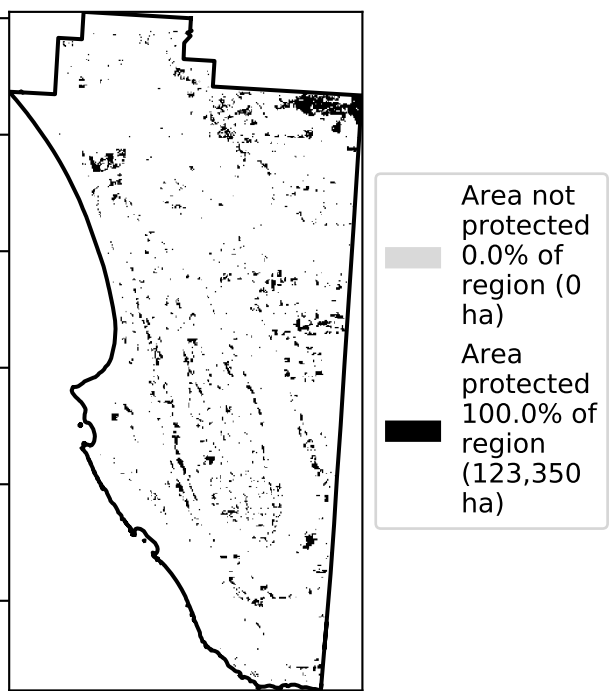 Area not
protected
0.0% of
region (0
ha)
Area
protected
100.0% of
region
(123,350
ha)